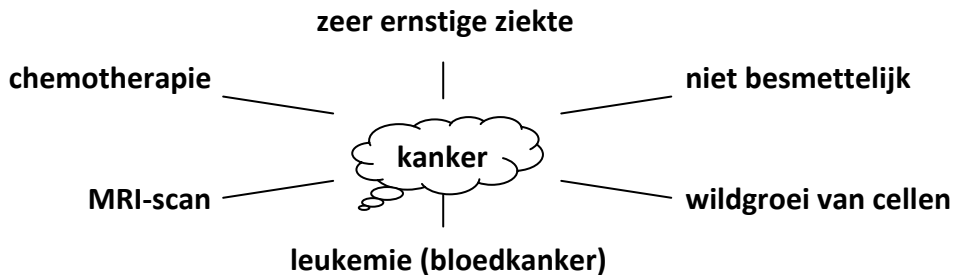 zeer ernstige ziekte
chemotherapie
niet besmettelijk
kanker
MRI-scan
wildgroei van cellen
leukemie (bloedkanker)